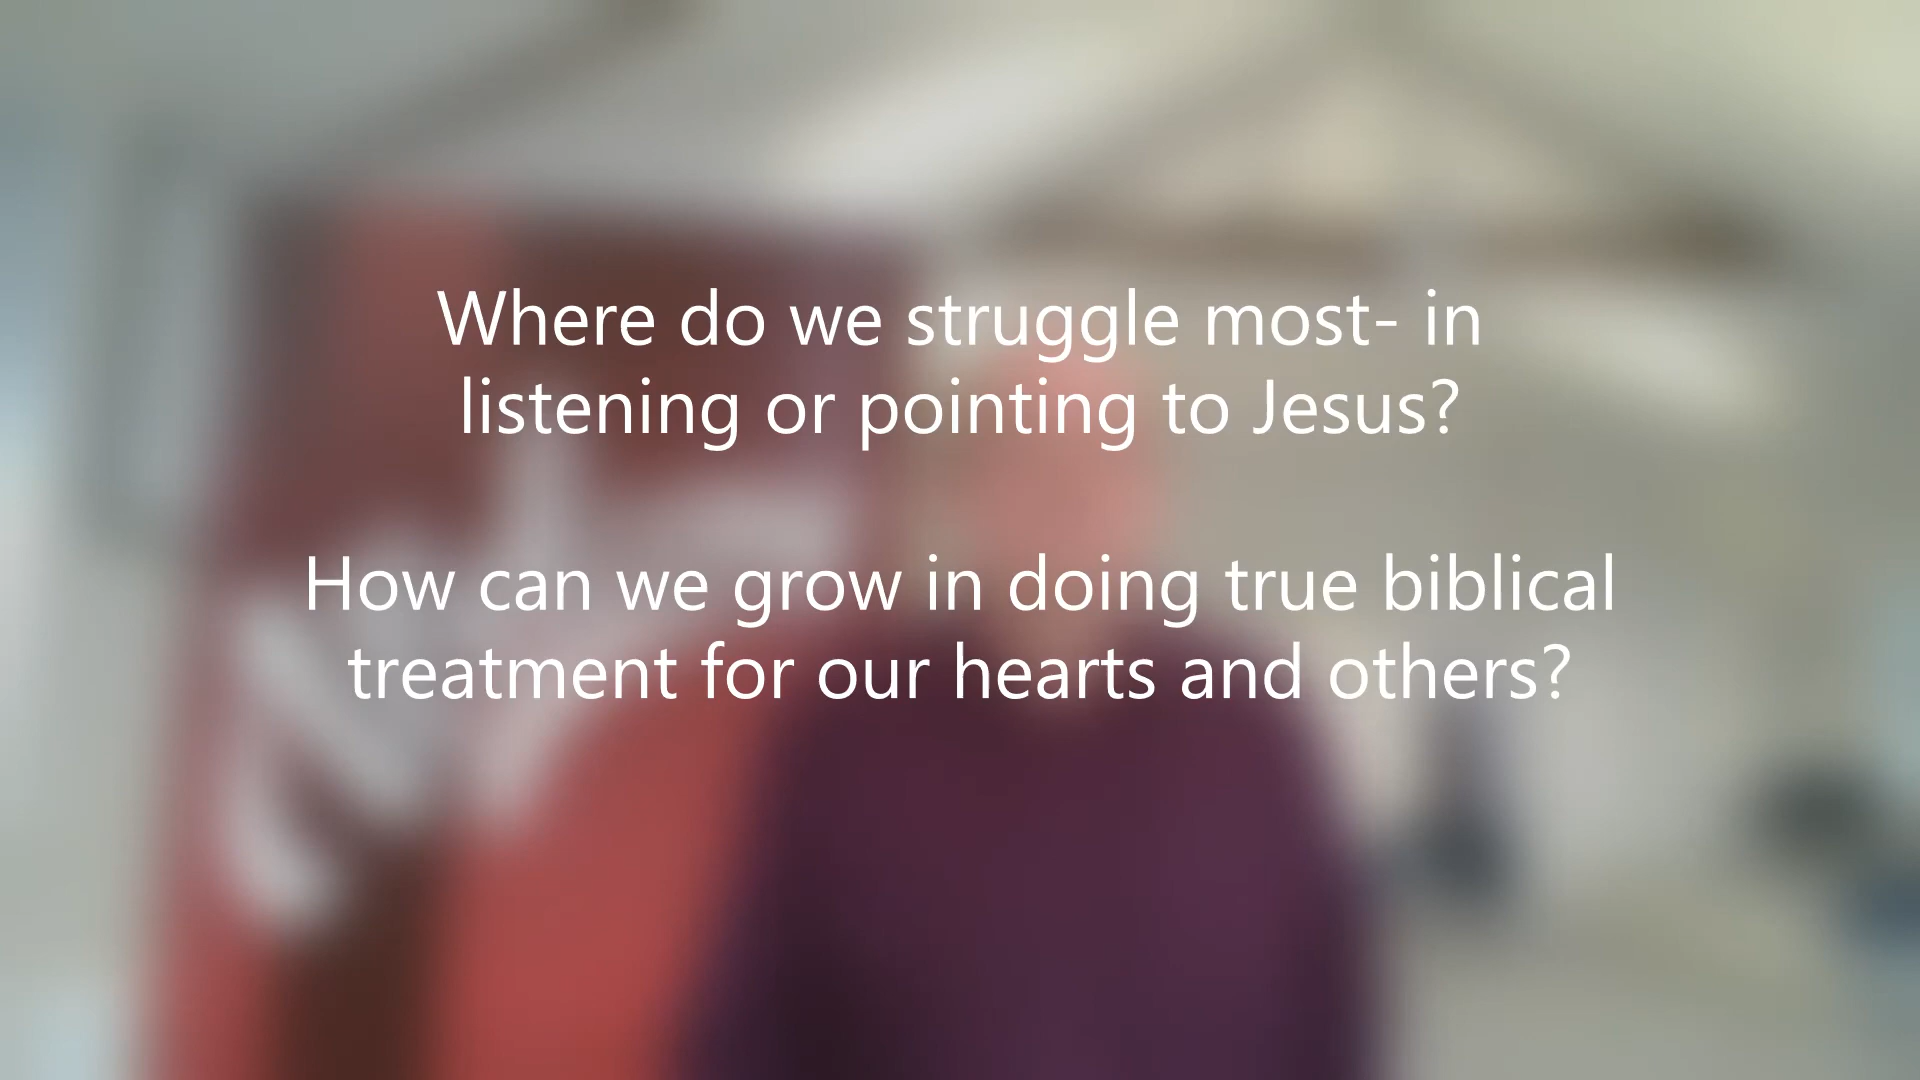 Where do we struggle most- in
listening or pointing to Jesus?
How can we grow in doing true biblical
treatment for our hearts and others?